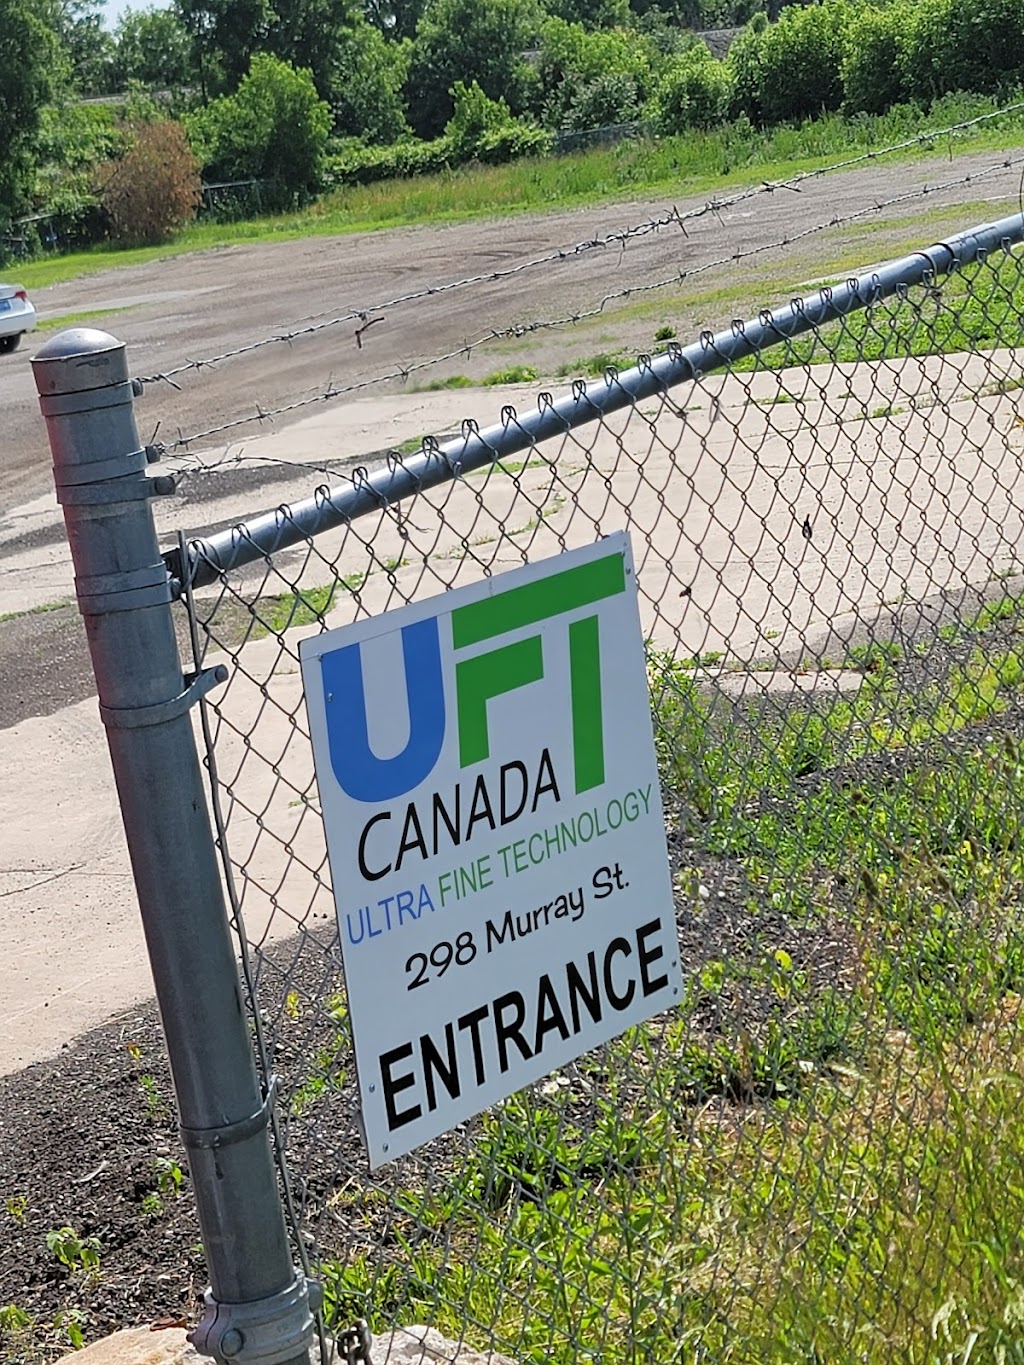 UFT
CANADA
ULTRA FINE TECHNOLOGY
298 Murray St.
ENTRANCE